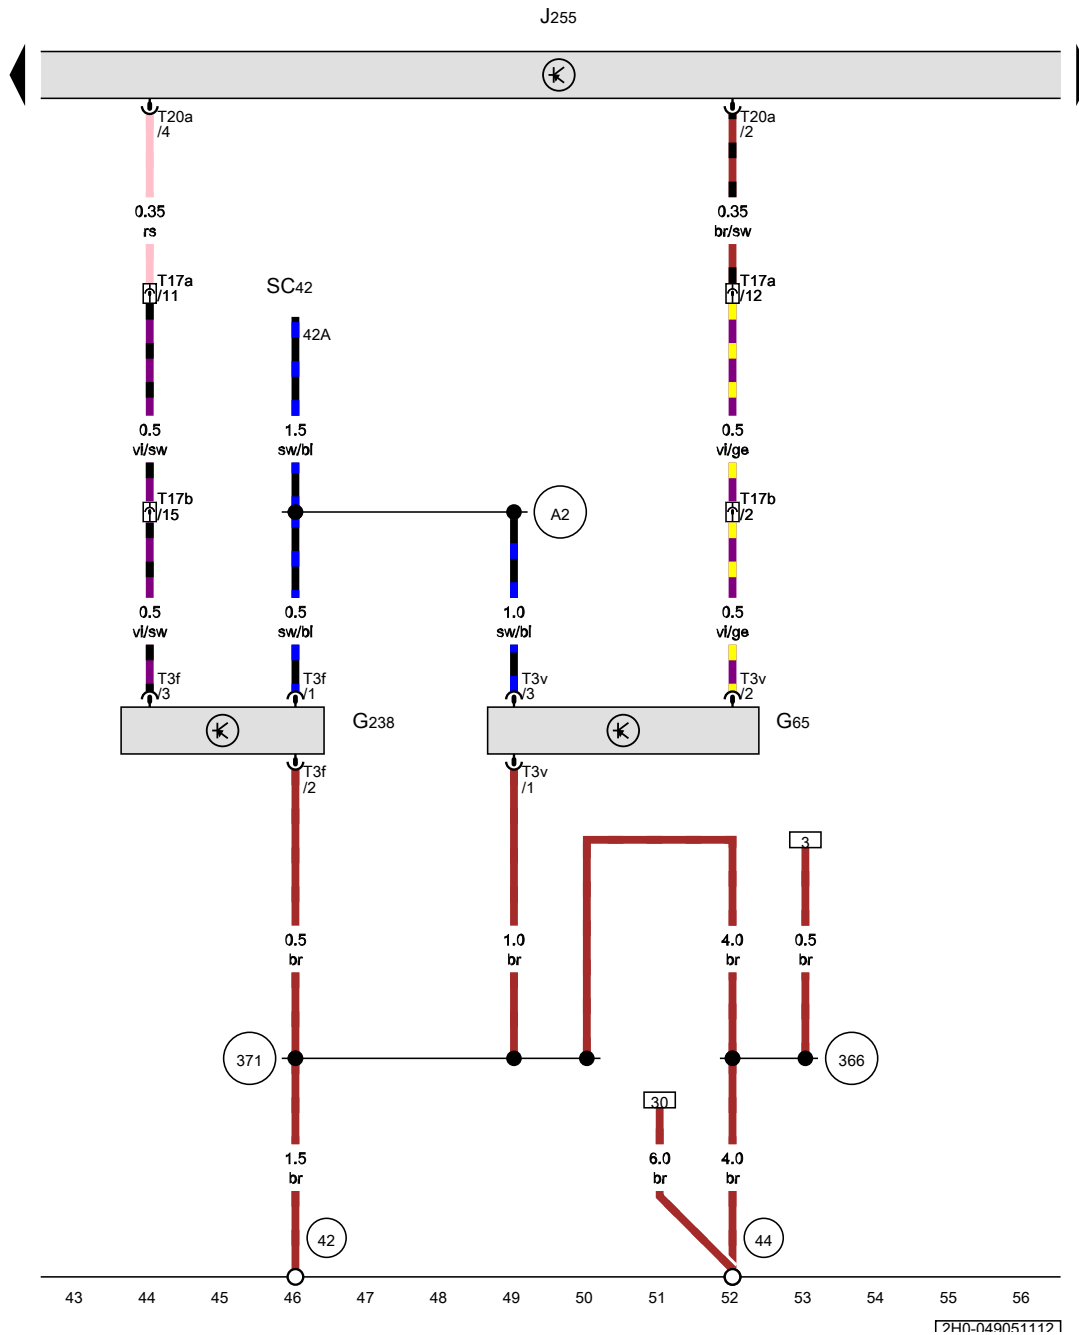 J255
T20a
/4
T20a
/2
0.35
rs
0.35
br/sw
T17a
/11
SC42
T17a
/12
42A
0.5
vi/sw
1.5
sw/bl
0.5
vi/ge
T17b
/15
A2
T17b
/2
0.5
vi/sw
0.5
sw/bl
1.0
sw/bl
0.5
vi/ge
T3f
/3
T3f
/1
T3v
/3
T3v
/2
G238
G65
T3f
/2
T3v
/1
3
0.5
br
1.0
br
4.0
br
0.5
br
371
366
30
1.5
br
6.0
br
4.0
br
42
44
43 44 45 46 47 48 49 50 51 52 53 54 55 56
2H0-049051112